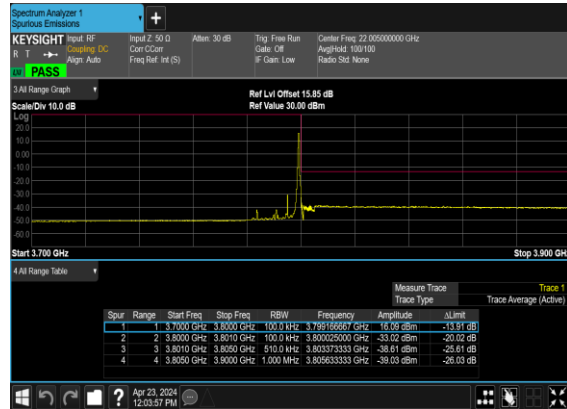 Spectrum Analyzer 1
Spurious Emissions
+
KEYSIGHT Input: RF Input Z: 50 Ω Atten: 30 dB Trig: Free Run Center Freq: 22.005000000 GHz
R T Coupling: DC Corr CCorr Gate: Off Avg|Hold: 100/100
Align: Auto Freq Ref: Int (S) IF Gain: Low Radio Std: None
PASS
3 All Range Graph
Ref Lvl Offset 15.85 dB
Scale/Div 10.0 dB Ref Value 30.00 dBm
Log
20.0
10.0
0.00
-10.0
-20.0
-30.0
-40.0
-50.0
-60.0
Start 3.700 GHz Stop 3.900 GHz
4 All Range Table
Measure Trace Trace 1
Trace Type Trace Average (Active)
Spur Range Start Freq Stop Freq RBW Frequency Amplitude ΔLimit
1 1 3.7000 GHz 3.8000 GHz 100.0 kHz 3.799166667 GHz 16.09 dBm -13.91 dB
2 2 3.8000 GHz 3.8010 GHz 100.0 kHz 3.800025000 GHz -33.02 dBm -20.02 dB
3 3 3.8010 GHz 3.8050 GHz 510.0 kHz 3.803373333 GHz -38.61 dBm -25.61 dB
4 4 3.8050 GHz 3.9000 GHz 1.000 MHz 3.805633333 GHz -39.03 dBm -26.03 dB
? Apr 23, 2024
12:03:57 PM